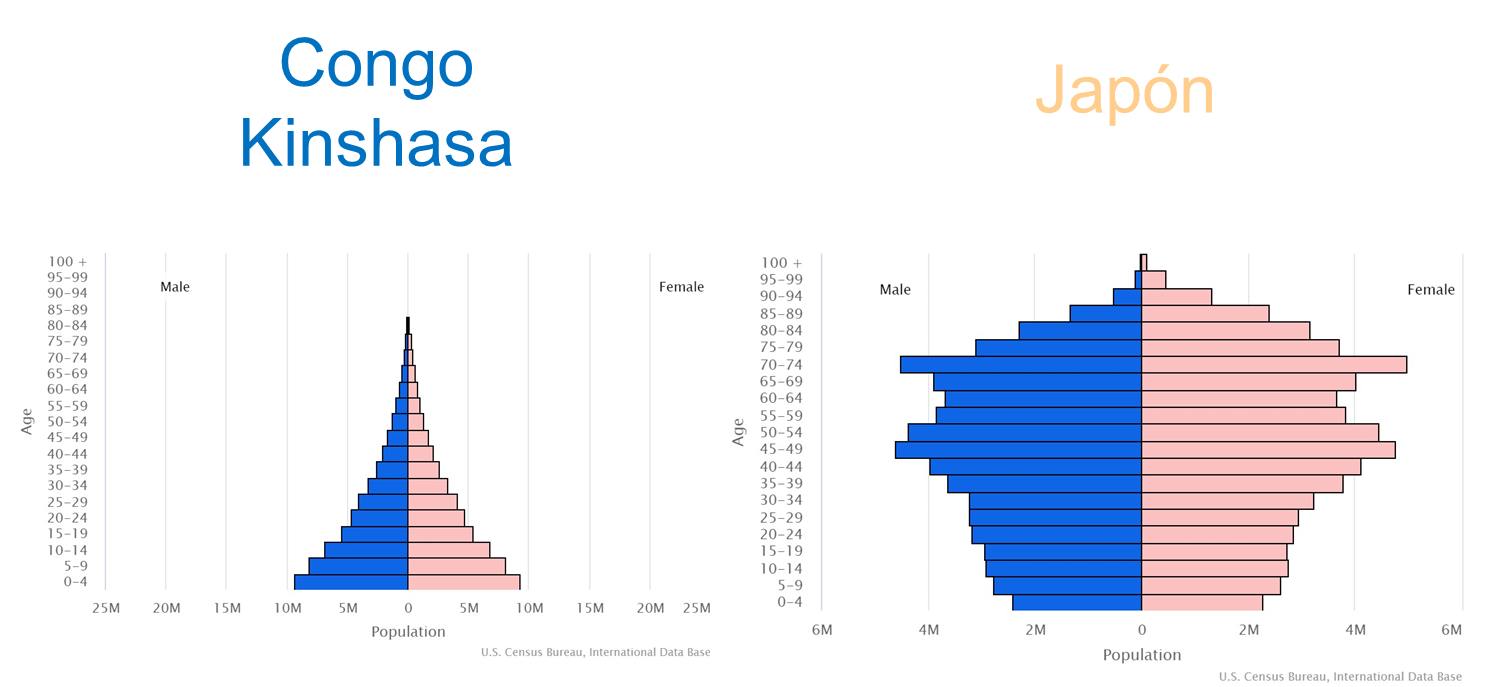 Congo
Kinshasa
Japón
100 +
95–99
90–94
85–89
80–84
75–79
70–74
65–69
60–64
55–59
50–54
45–49
40–44
35–39
30–34
25–29
20–24
15–19
10–14
5–9
0–4
Age
Male
Female
25M 20M 15M 10M 5M 0 5M 10M 15M 20M 25M
Population
U.S. Census Bureau, International Data Base
100 +
95–99
90–94
85–89
80–84
75–79
70–74
65–69
60–64
55–59
50–54
45–49
40–44
35–39
30–34
25–29
20–24
15–19
10–14
5–9
0–4
Age
Male
Female
6M 4M 2M 0 2M 4M 6M
Population
U.S. Census Bureau, International Data Base